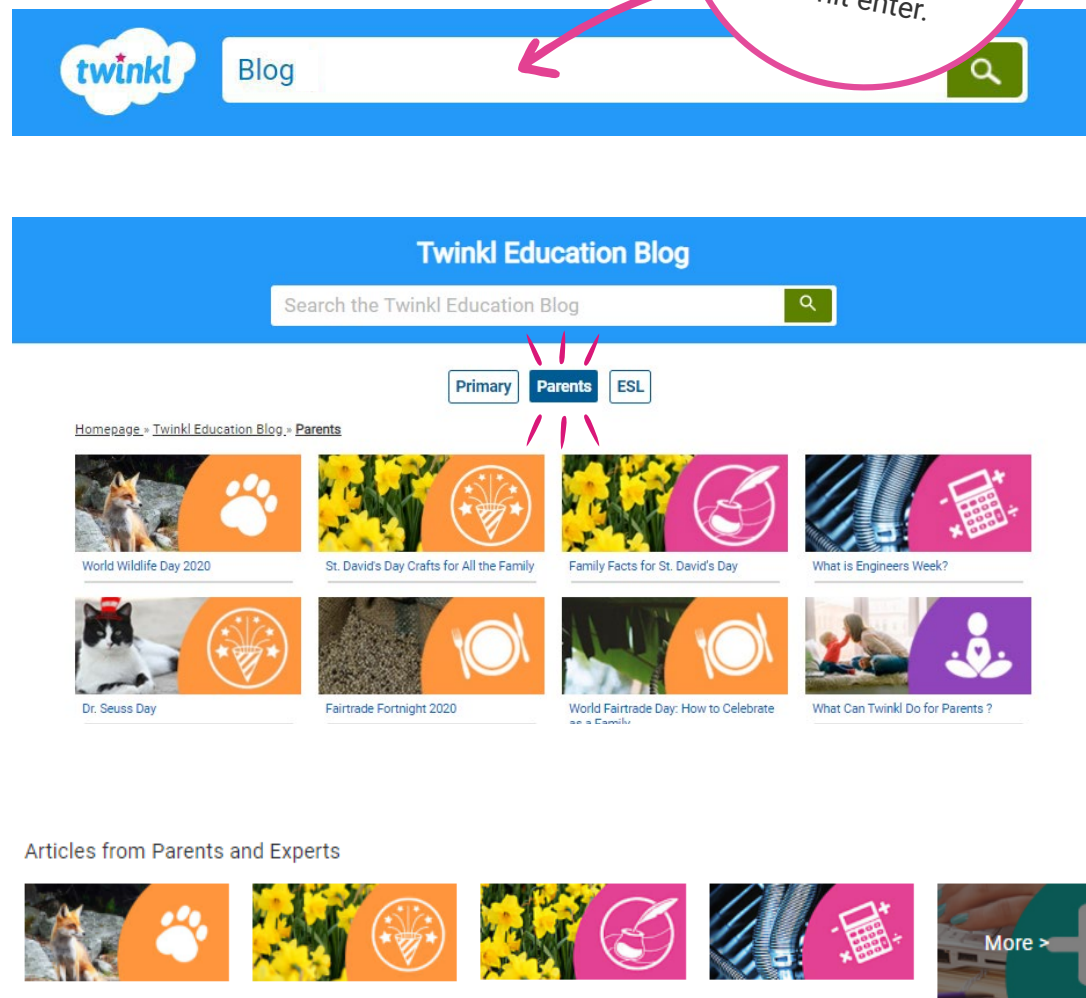 hit enter.
twinkl
Blog
Twinkl Education Blog
Search the Twinkl Education Blog
Primary Parents ESL
Homepage » Twinkl Education Blog » Parents
World Wildlife Day 2020
St. David's Day Crafts for All the Family
Family Facts for St. David's Day
What is Engineers Week?
Dr. Seuss Day
Fairtrade Fortnight 2020
World Fairtrade Day: How to Celebrate
as a Family
What Can Twinkl Do for Parents ?
Articles from Parents and Experts
More >